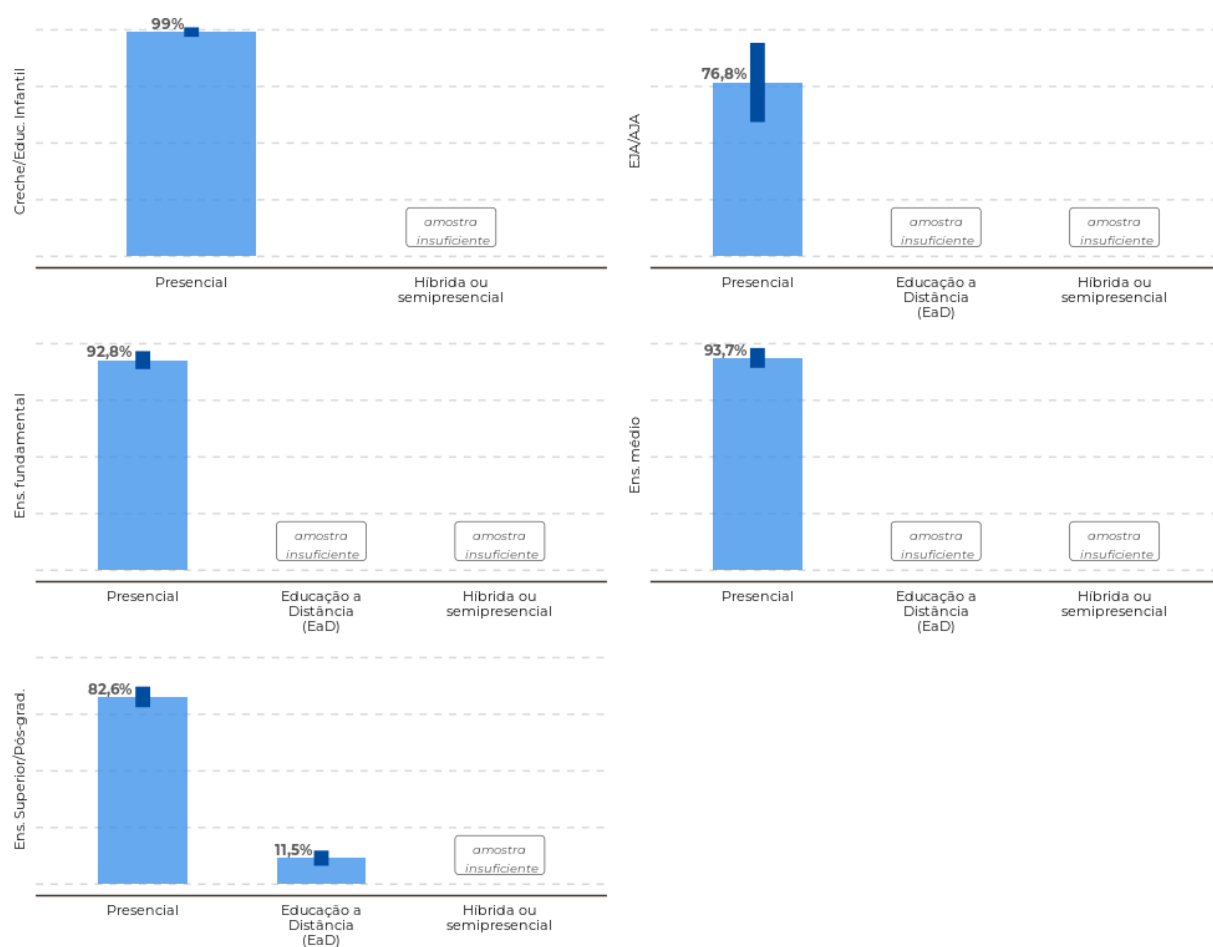 Creche/Educ. Infantil
99%
amostra
insuficiente
Presencial
Híbrida ou
semipresencial
EJA/AJA
76,8%
amostra
insuficiente
amostra
insuficiente
Presencial
Educação a
Distância
(EaD)
Híbrida ou
semipresencial
Ens. fundamental
92,8%
amostra
insuficiente
amostra
insuficiente
Presencial
Educação a
Distância
(EaD)
Híbrida ou
semipresencial
Ens. médio
93,7%
amostra
insuficiente
amostra
insuficiente
Presencial
Educação a
Distância
(EaD)
Híbrida ou
semipresencial
Ens. Superior/Pós-grad.
82,6%
11,5%
amostra
insuficiente
Presencial
Educação a
Distância
(EaD)
Híbrida ou
semipresencial